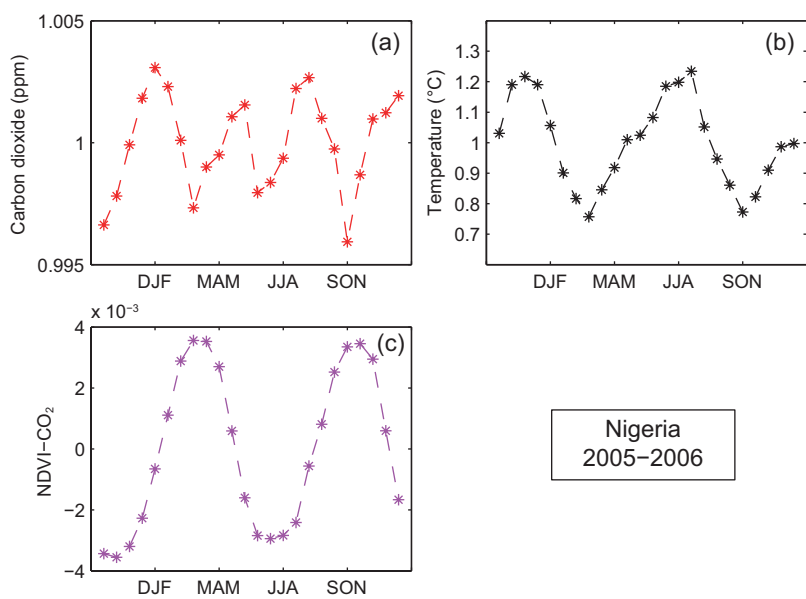 (a)
Carbon dioxide (ppm)
1.005
1
0.995
DJF MAM JJA SON
(b)
Temperature (°C)
1.3
1.2
1.1
1
0.9
0.8
0.7
DJF MAM JJA SON
x 10⁻³
(c)
NDVI−CO₂
4
2
0
−2
−4
DJF MAM JJA SON
Nigeria
2005−2006